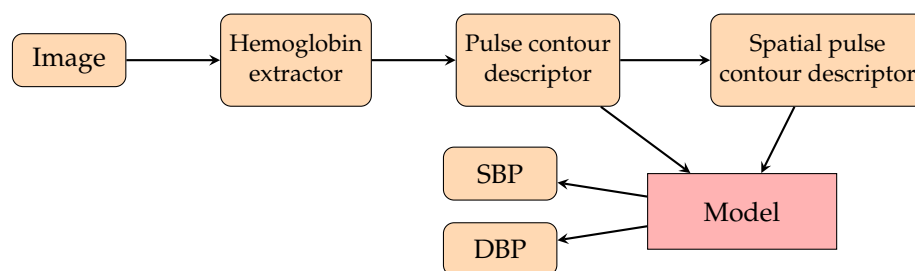 Image
Hemoglobin
extractor
Pulse contour
descriptor
Spatial pulse
contour descriptor
SBP
Model
DBP